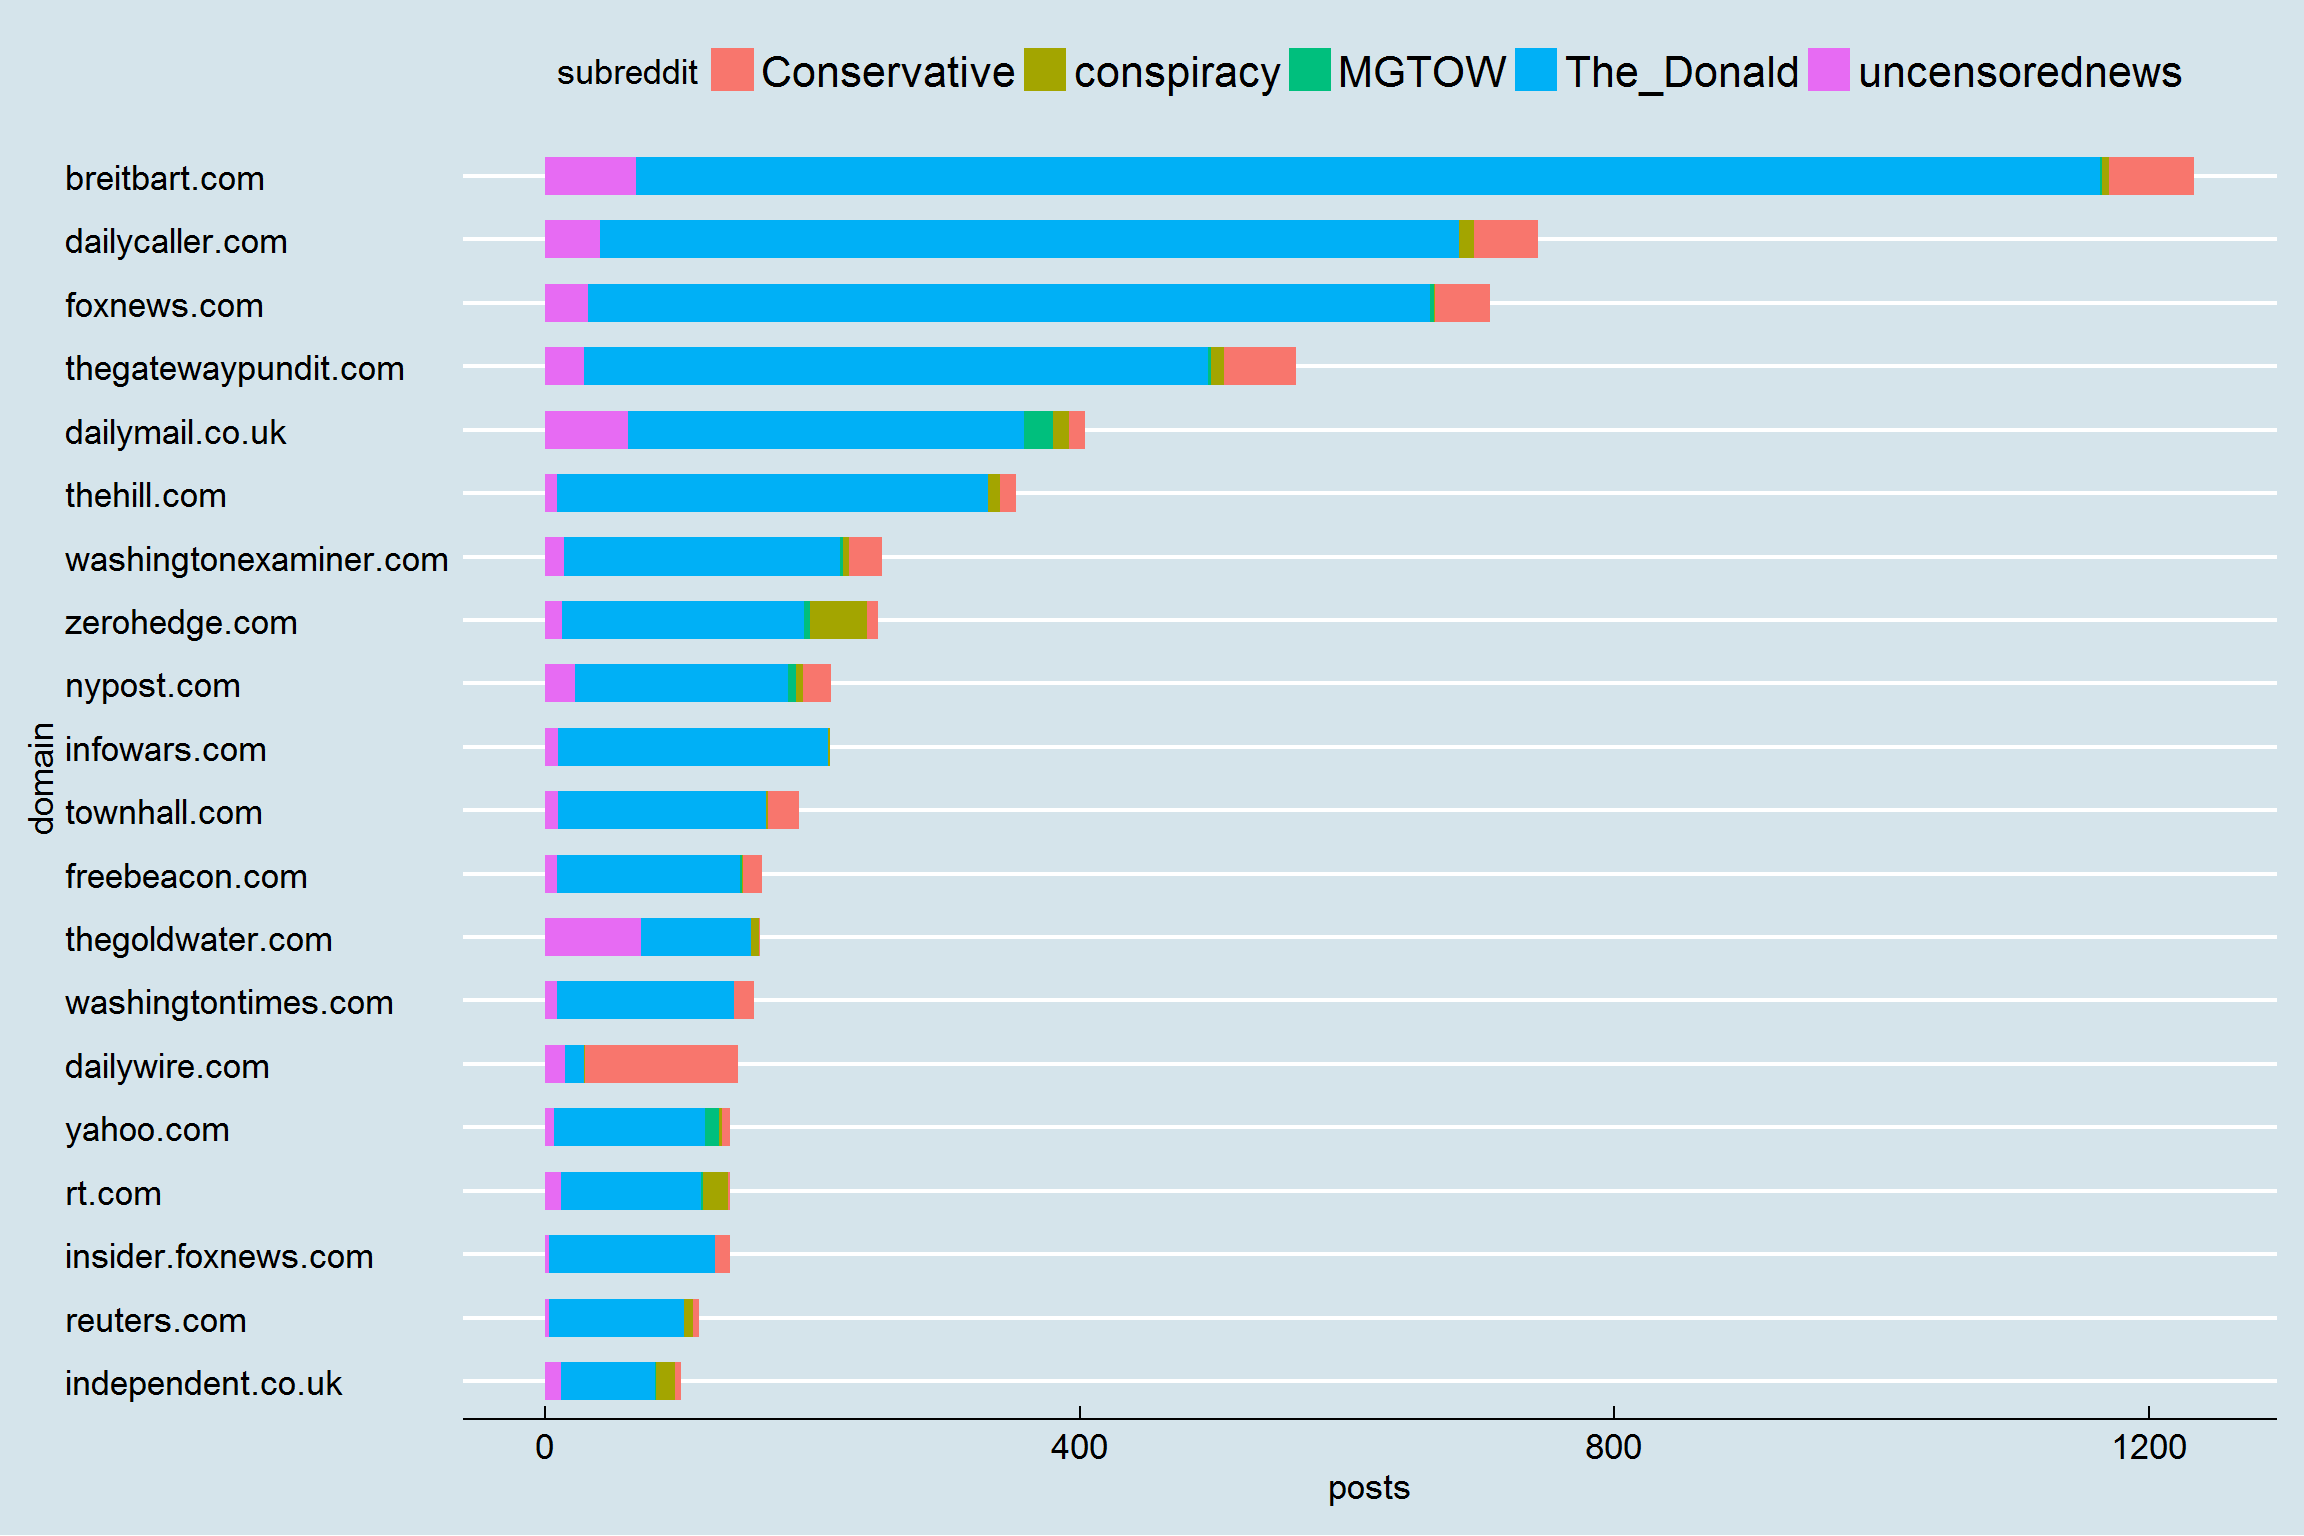 subreddit Conservative conspiracy MGTOW The_Donald uncensorednews
breitbart.com
dailycaller.com
foxnews.com
thegatewaypundit.com
dailymail.co.uk
thehill.com
washingtonexaminer.com
zerohedge.com
nypost.com
infowars.com
domain
townhall.com
freebeacon.com
thegoldwater.com
washingtontimes.com
dailywire.com
yahoo.com
rt.com
insider.foxnews.com
reuters.com
independent.co.uk
0 400 800 1200
posts